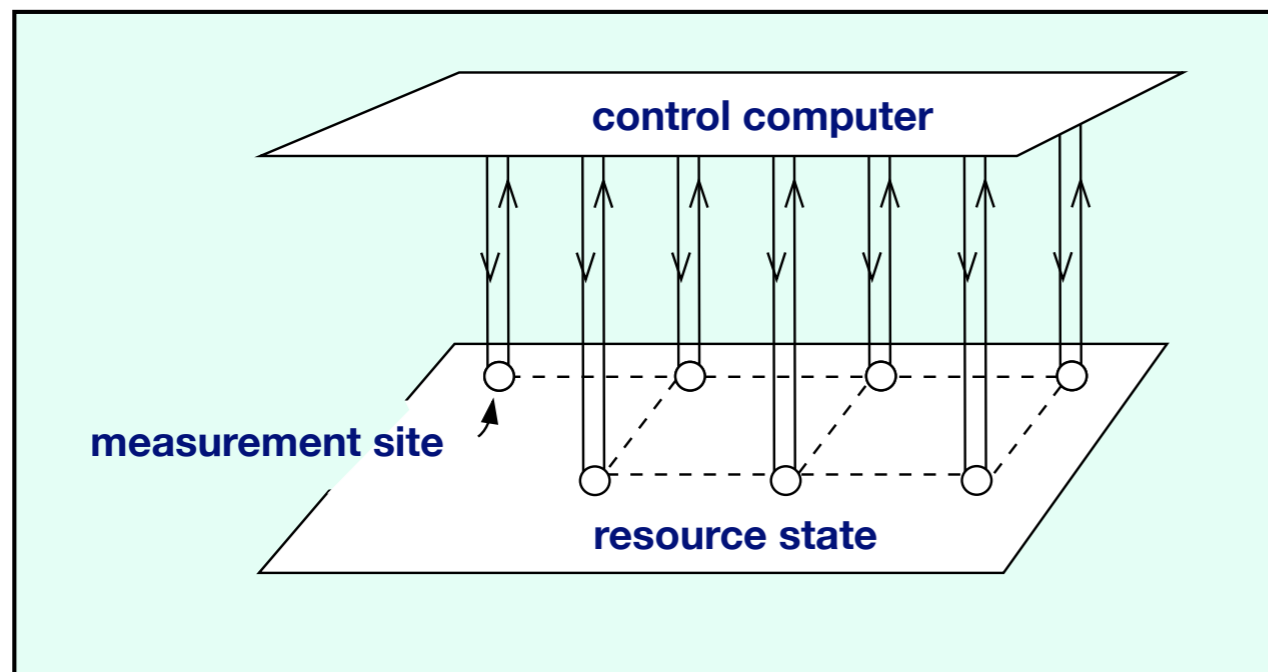 control computer
measurement site
resource state